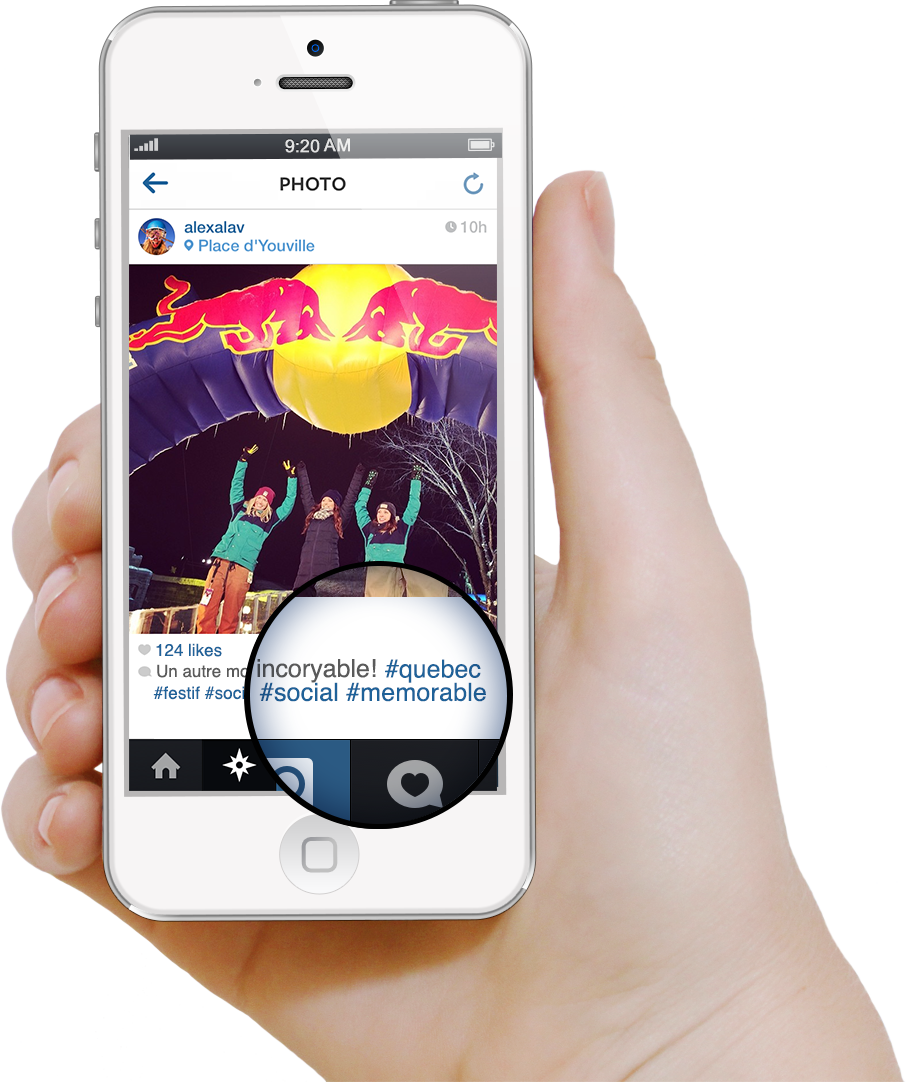 9:20 AM
PHOTO
alexalav
10h
Place d'Youville
124 likes
Un autre mo incoryable! #quebec
#festif #soci #social #memorable